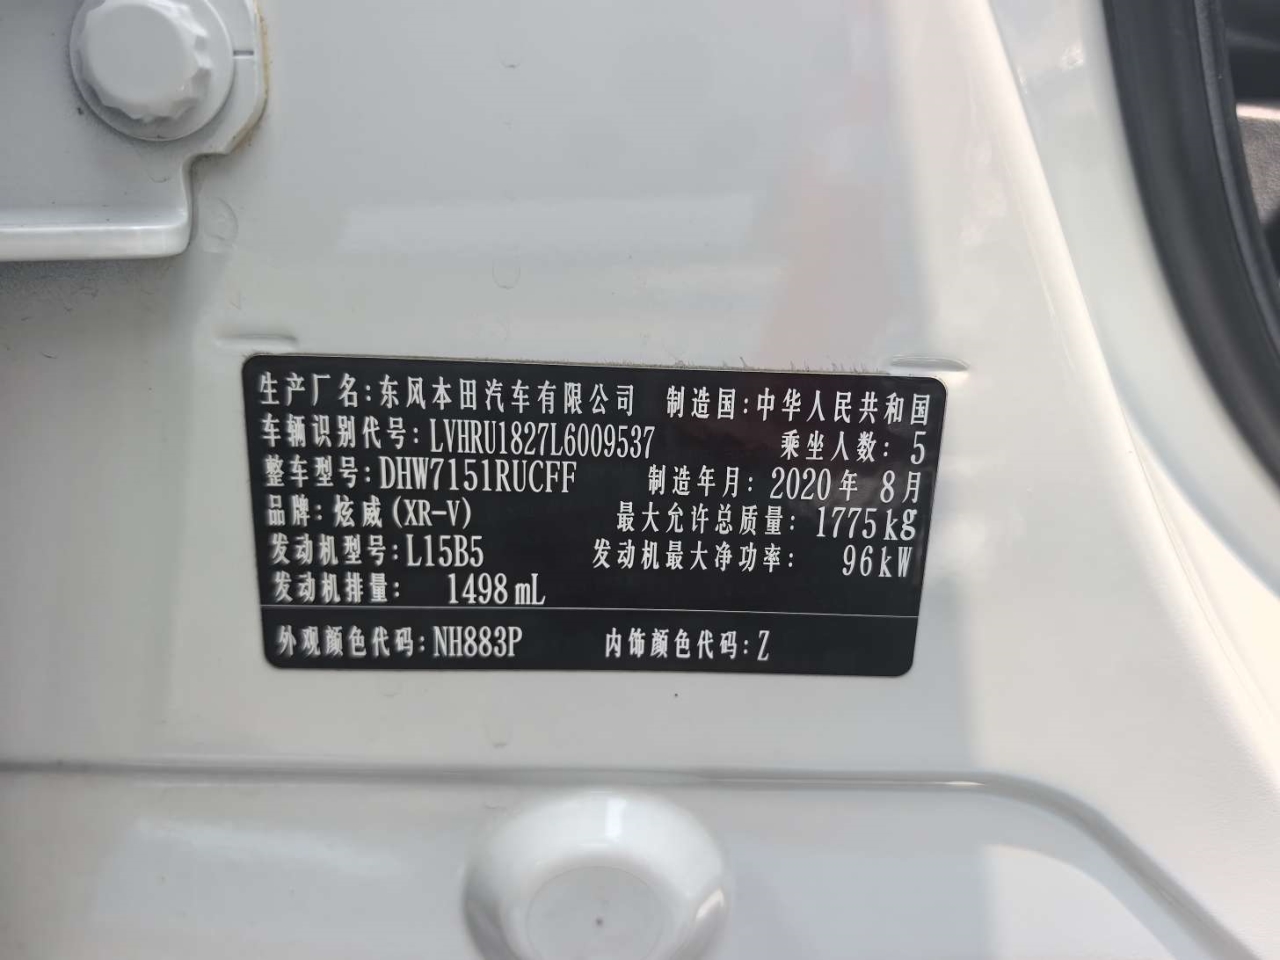 生产厂名:东风本田汽车有限公司 制造国:中华人民共和国
车辆识别代号:LVHRU1827L6009537 乘坐人数:5
整车型号:DHW7151RUCFF 制造年月:2020年 8月
品牌:炫威(XR-V) 最大允许总质量:1775kg
发动机型号:L15B5 发动机最大净功率: 96kW
发动机排量: 1498mL
外观颜色代码:NH883P 内饰颜色代码:Z